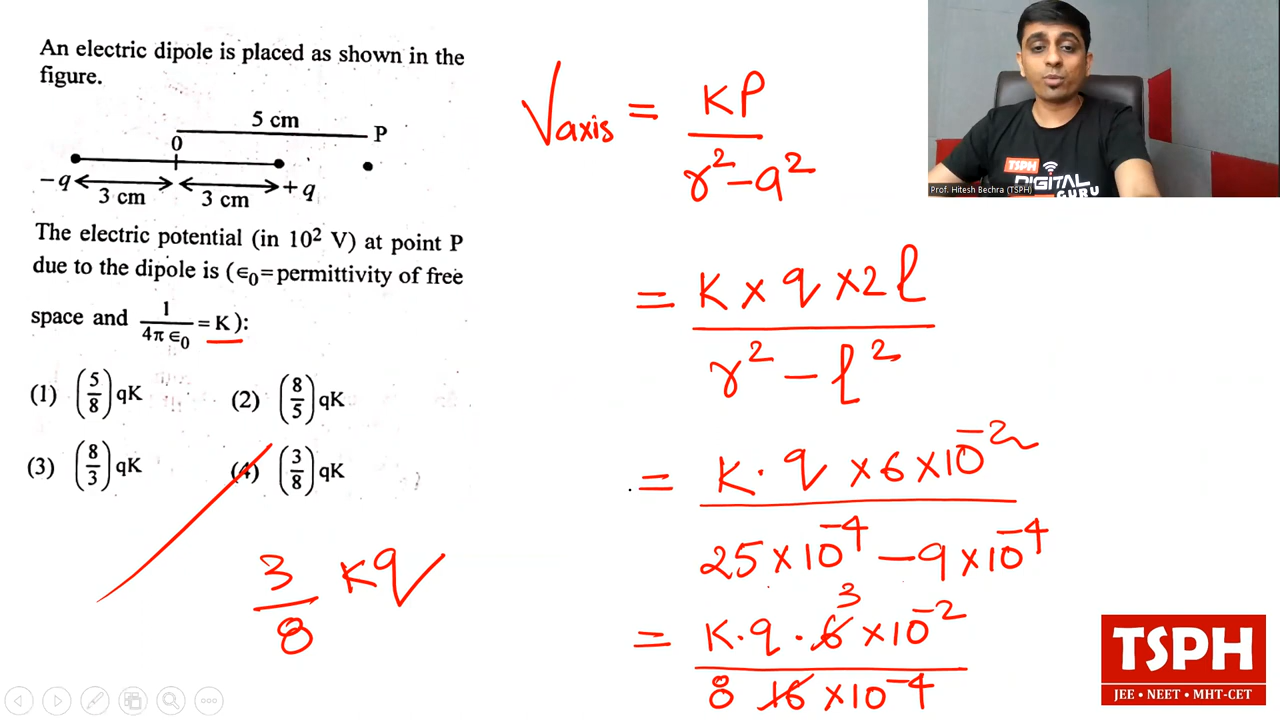 An electric dipole is placed as shown in the
figure.
5 cm
0
P
−q
3 cm
3 cm
+q
The electric potential (in 10² V) at point P
due to the dipole is (∈₀=permittivity of free
space and 1/(4π ∈₀) = K):
(1) (5/8) qK
(2) (8/5) qK
(3) (8/3) qK
(4) (3/8) qK
3/8 Kq
V axis = KP / (r² − a²)
= K × q × 2l / (r² − l²)
= K · q × 6 × 10⁻² / (25 × 10⁻⁴ − 9 × 10⁻⁴)
3
= K · q · 6 × 10⁻² / (8 16 × 10⁻⁴)
TSPH
DIGITAL
GURU
Prof. Hitesh Bechra (TSPH)
TSPH
JEE • NEET • MHT-CET